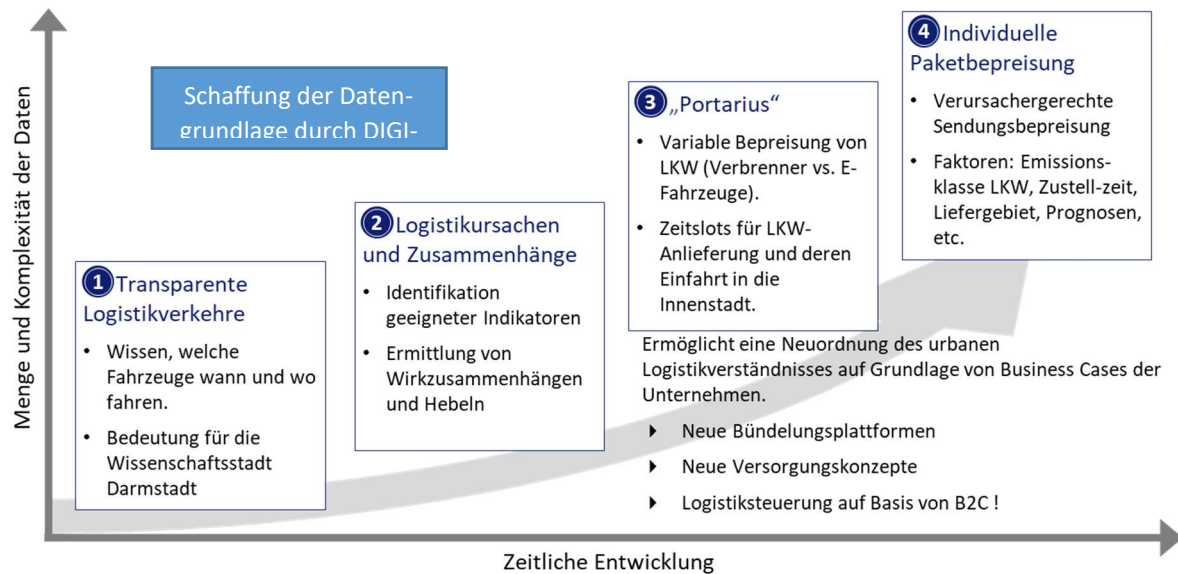 Menge und Komplexität der Daten
Schaffung der Daten-
grundlage durch DIGI-
1 Transparente
Logistikverkehre
• Wissen, welche
Fahrzeuge wann und wo
fahren.
• Bedeutung für die
Wissenschaftsstadt
Darmstadt
2 Logistikursachen
und Zusammenhänge
• Identifikation
geeigneter Indikatoren
• Ermittlung von
Wirkzusammenhängen
und Hebeln
3 „Portarius“
• Variable Bepreisung von
LKW (Verbrenner vs. E-
Fahrzeuge).
• Zeitslots für LKW-
Anlieferung und deren
Einfahrt in die
Innenstadt.
Ermöglicht eine Neuordnung des urbanen
Logistikverständnisses auf Grundlage von Business Cases der
Unternehmen.
Neue Bündelungsplattformen
Neue Versorgungskonzepte
Logistiksteuerung auf Basis von B2C !
4 Individuelle
Paketbepreisung
• Verursachergerechte
Sendungsbepreisung
• Faktoren: Emissions-
klasse LKW, Zustell-zeit,
Liefergebiet, Prognosen,
etc.
Zeitliche Entwicklung